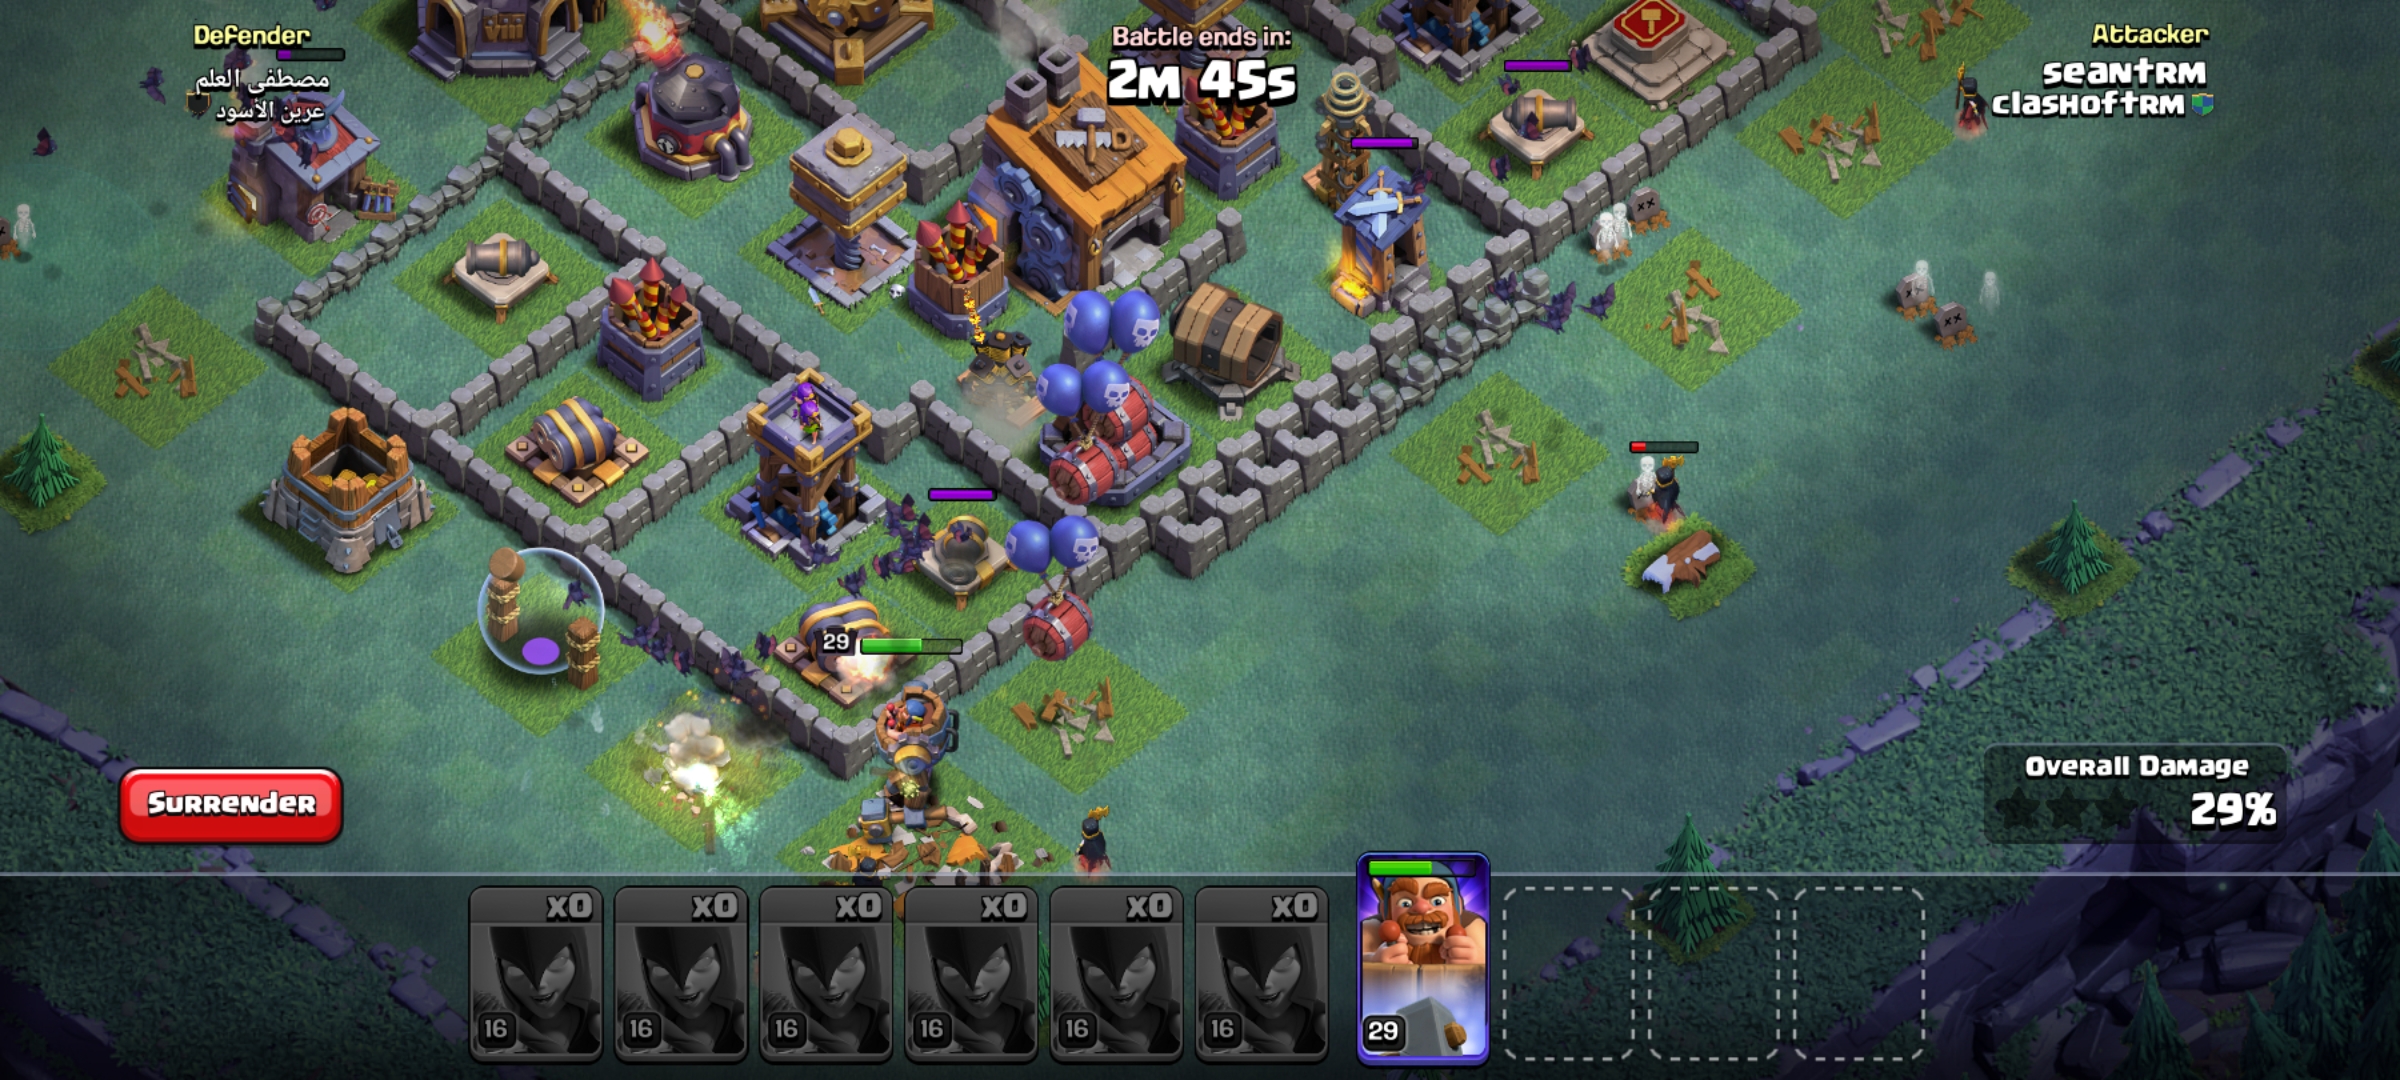 Defender
مصطفى العلم
عرين الأسود
Battle ends in:
2M 45s
Attacker
seantRM
clashoftRM
VIII
29
Surrender
Overall Damage
29%
x0
x0
x0
x0
x0
x0
16
16
16
16
16
16
29